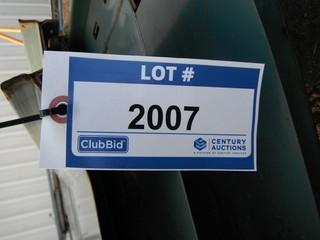 LOT #
2007
ClubBid
CENTURY
AUCTIONS